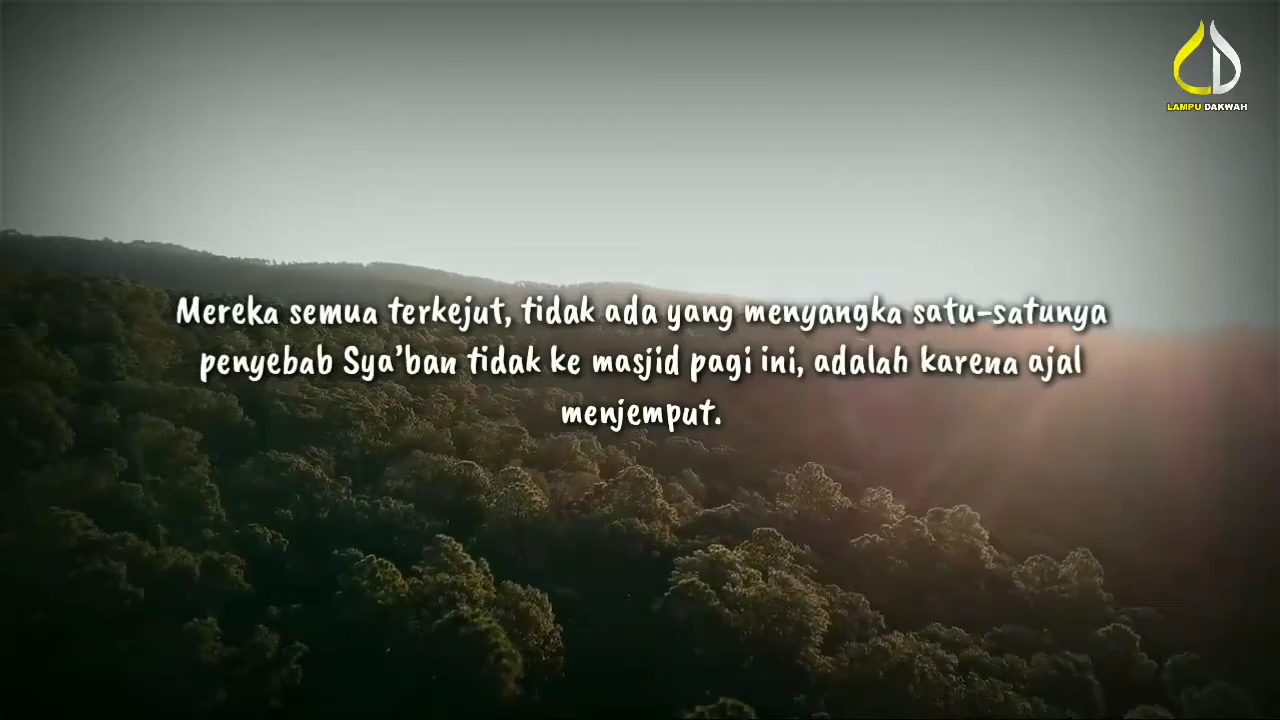 LAMPU DAKWAH
Mereka semua terkejut, tidak ada yang menyangka satu-satunya
penyebab Sya'ban tidak ke masjid pagi ini, adalah karena ajal
menjemput.